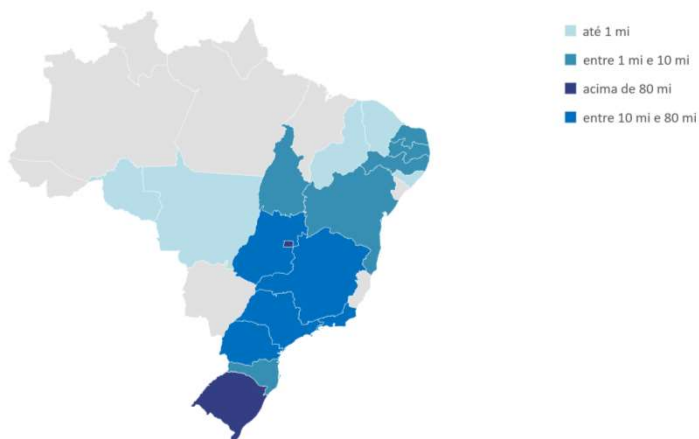 até 1 mi
entre 1 mi e 10 mi
acima de 80 mi
entre 10 mi e 80 mi